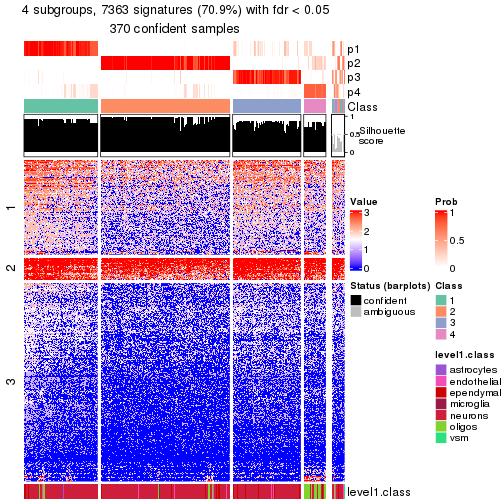 4 subgroups, 7363 signatures (70.9%) with fdr < 0.05
370 confident samples
p1
p2
p3
p4
Class
1
0.5
0
Silhouette
score
1
2
3
level1.class
Value
3
2
1
0
Prob
1
0.5
0
Status (barplots)
confident
ambiguous
Class
1
2
3
4
level1.class
astrocytes
endothelial
ependymal
microglia
neurons
oligos
vsm